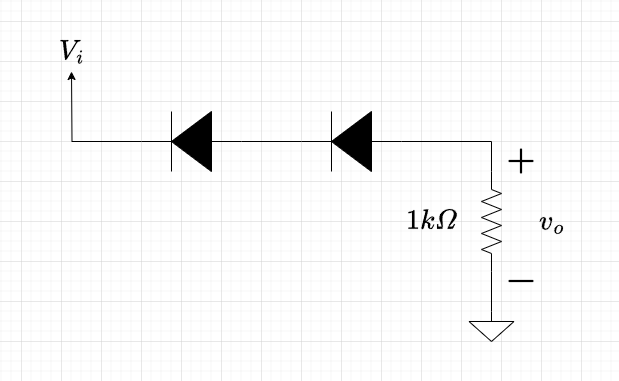 V_i
+
1kΩ
v_o
−